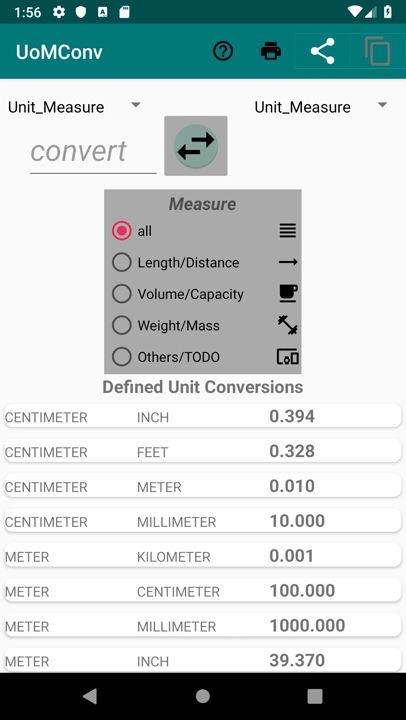 1:56
UoMConv
Unit_Measure Unit_Measure
convert
Measure
all
Length/Distance
Volume/Capacity
Weight/Mass
Others/TODO
Defined Unit Conversions
CENTIMETER INCH 0.394
CENTIMETER FEET 0.328
CENTIMETER METER 0.010
CENTIMETER MILLIMETER 10.000
METER KILOMETER 0.001
METER CENTIMETER 100.000
METER MILLIMETER 1000.000
METER INCH 39.370